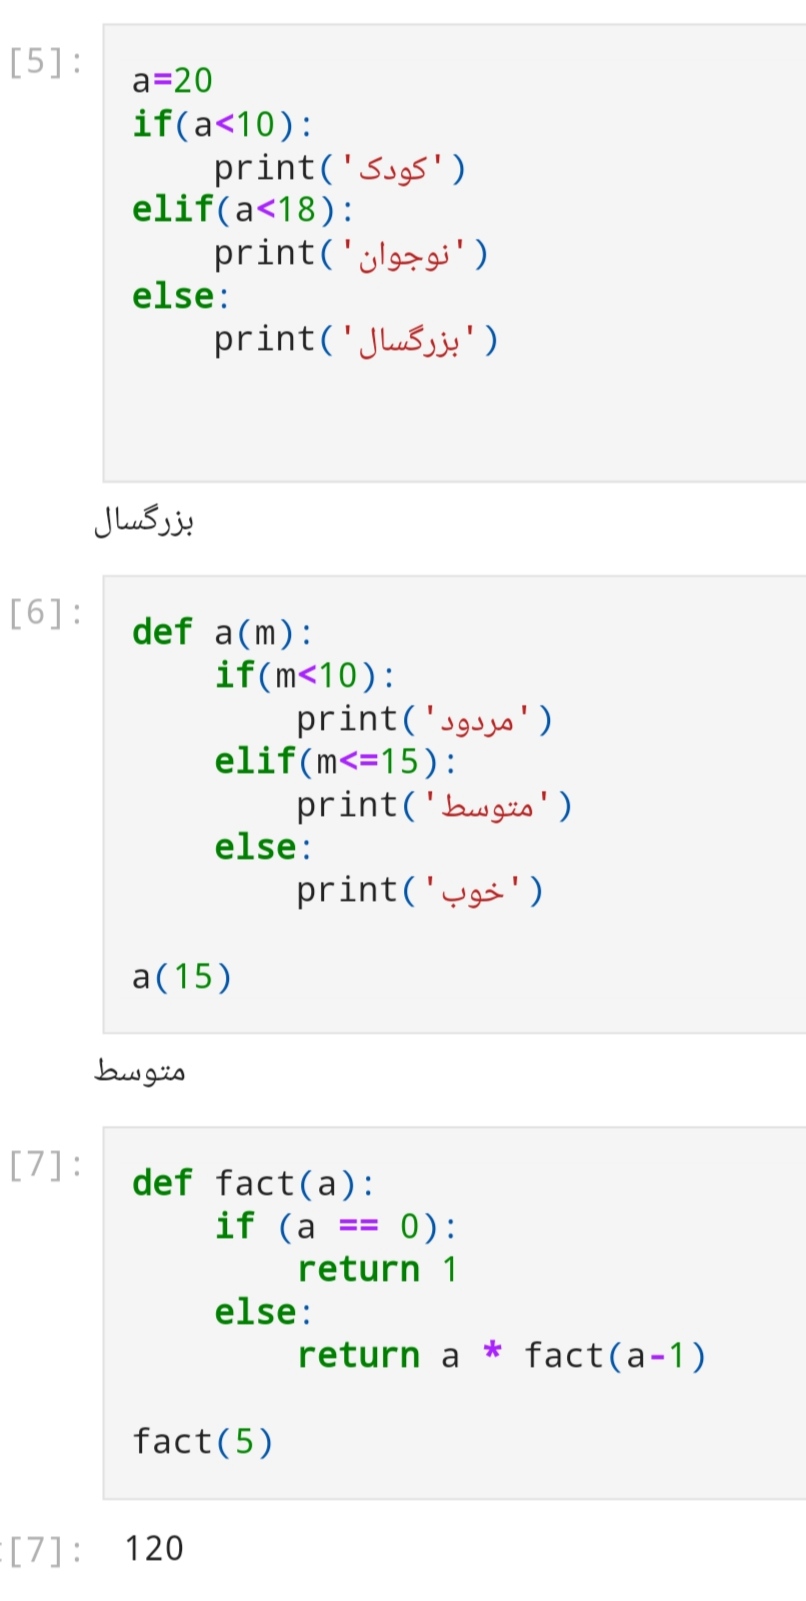 [5]:
a=20
if(a<10):
    print('کودک')
elif(a<18):
    print('نوجوان')
else:
    print('بزرگسال')
بزرگسال
[6]:
def a(m):
    if(m<10):
        print('مردود')
    elif(m<=15):
        print('متوسط')
    else:
        print('خوب')
a(15)
متوسط
[7]:
def fact(a):
    if (a == 0):
        return 1
    else:
        return a * fact(a-1)
fact(5)
[7]: 120